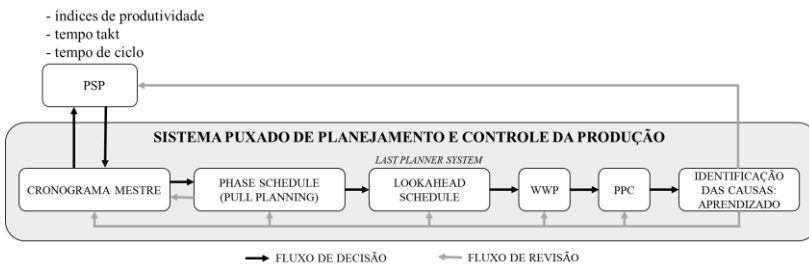 - índices de produtividade
- tempo takt
- tempo de ciclo
PSP
SISTEMA PUXADO DE PLANEJAMENTO E CONTROLE DA PRODUÇÃO
LAST PLANNER SYSTEM
CRONOGRAMA MESTRE
PHASE SCHEDULE
(PULL PLANNING)
LOOKAHEAD
SCHEDULE
WWP
PPC
IDENTIFICAÇÃO
DAS CAUSAS:
APRENDIZADO
FLUXO DE DECISÃO
FLUXO DE REVISÃO